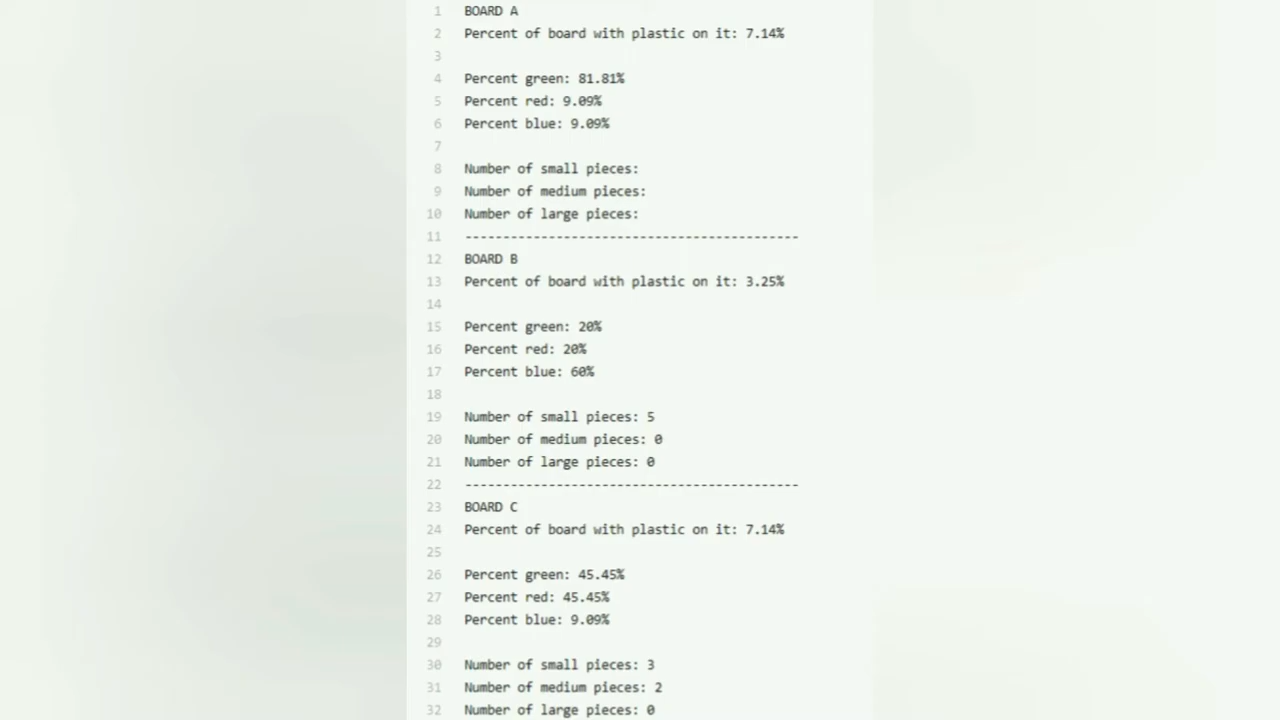 1 BOARD A
2 Percent of board with plastic on it: 7.14%
3
4 Percent green: 81.81%
5 Percent red: 9.09%
6 Percent blue: 9.09%
7
8 Number of small pieces:
9 Number of medium pieces:
10 Number of large pieces:
11 --------------------------------------------
12 BOARD B
13 Percent of board with plastic on it: 3.25%
14
15 Percent green: 20%
16 Percent red: 20%
17 Percent blue: 60%
18
19 Number of small pieces: 5
20 Number of medium pieces: 0
21 Number of large pieces: 0
22 --------------------------------------------
23 BOARD C
24 Percent of board with plastic on it: 7.14%
25
26 Percent green: 45.45%
27 Percent red: 45.45%
28 Percent blue: 9.09%
29
30 Number of small pieces: 3
31 Number of medium pieces: 2
32 Number of large pieces: 0